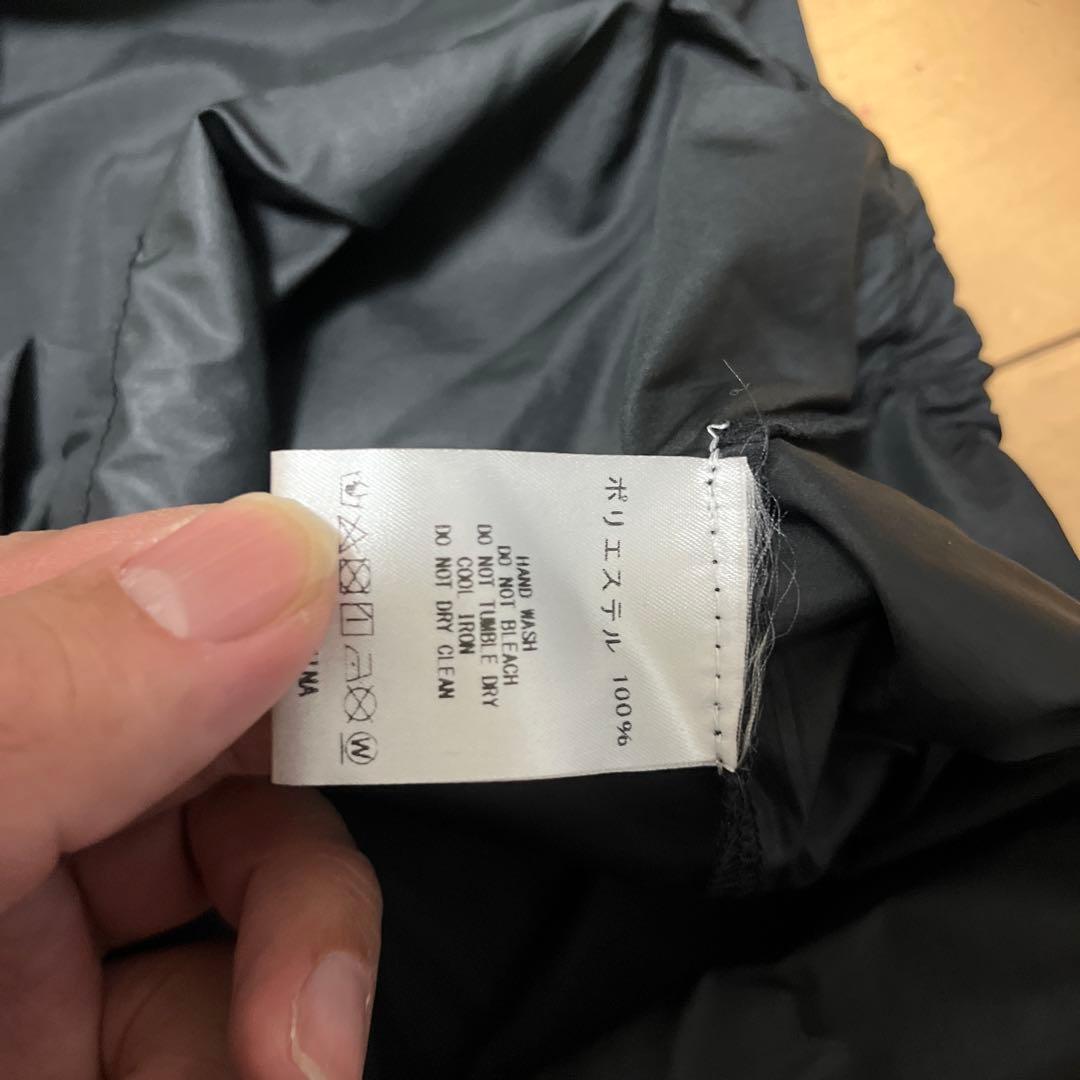 ポリエステル 100%
HAND WASH
DO NOT BLEACH
DO NOT TUMBLE DRY
COOL IRON
DO NOT DRY CLEAN
W